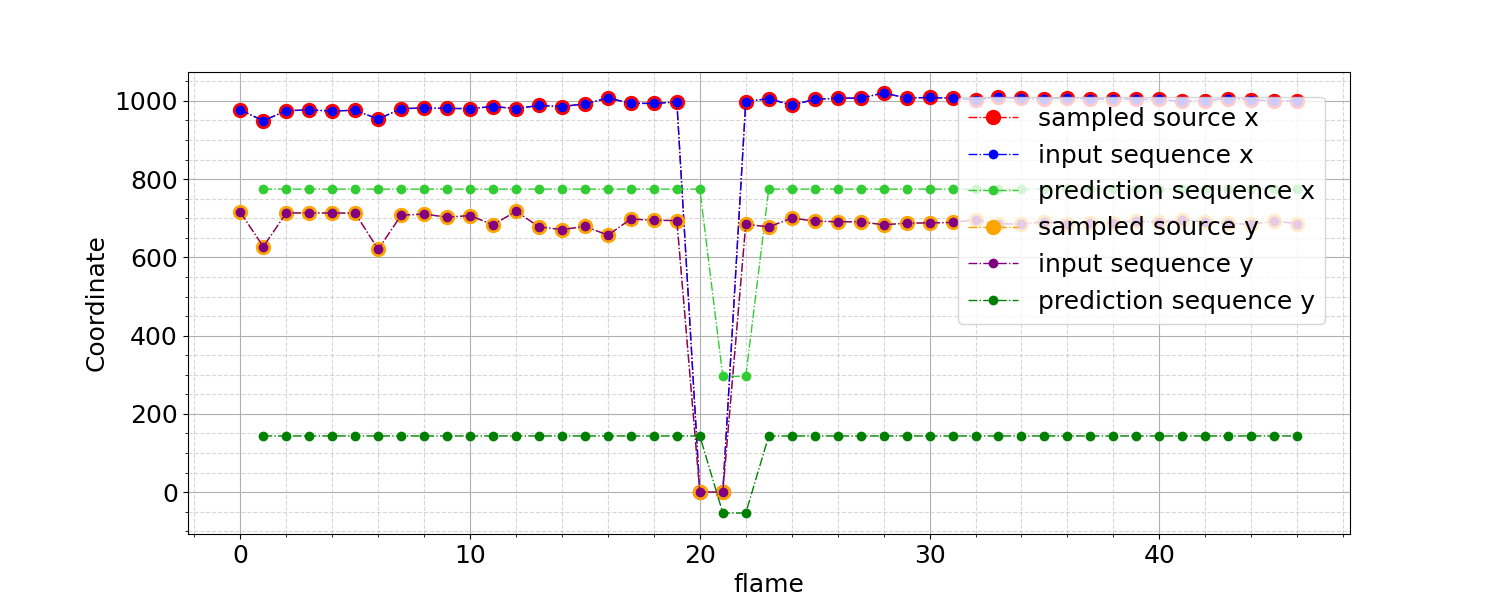 1000
800
600
400
200
0
Coordinate
0 10 20 30 40
flame
sampled source x
input sequence x
prediction sequence x
sampled source y
input sequence y
prediction sequence y